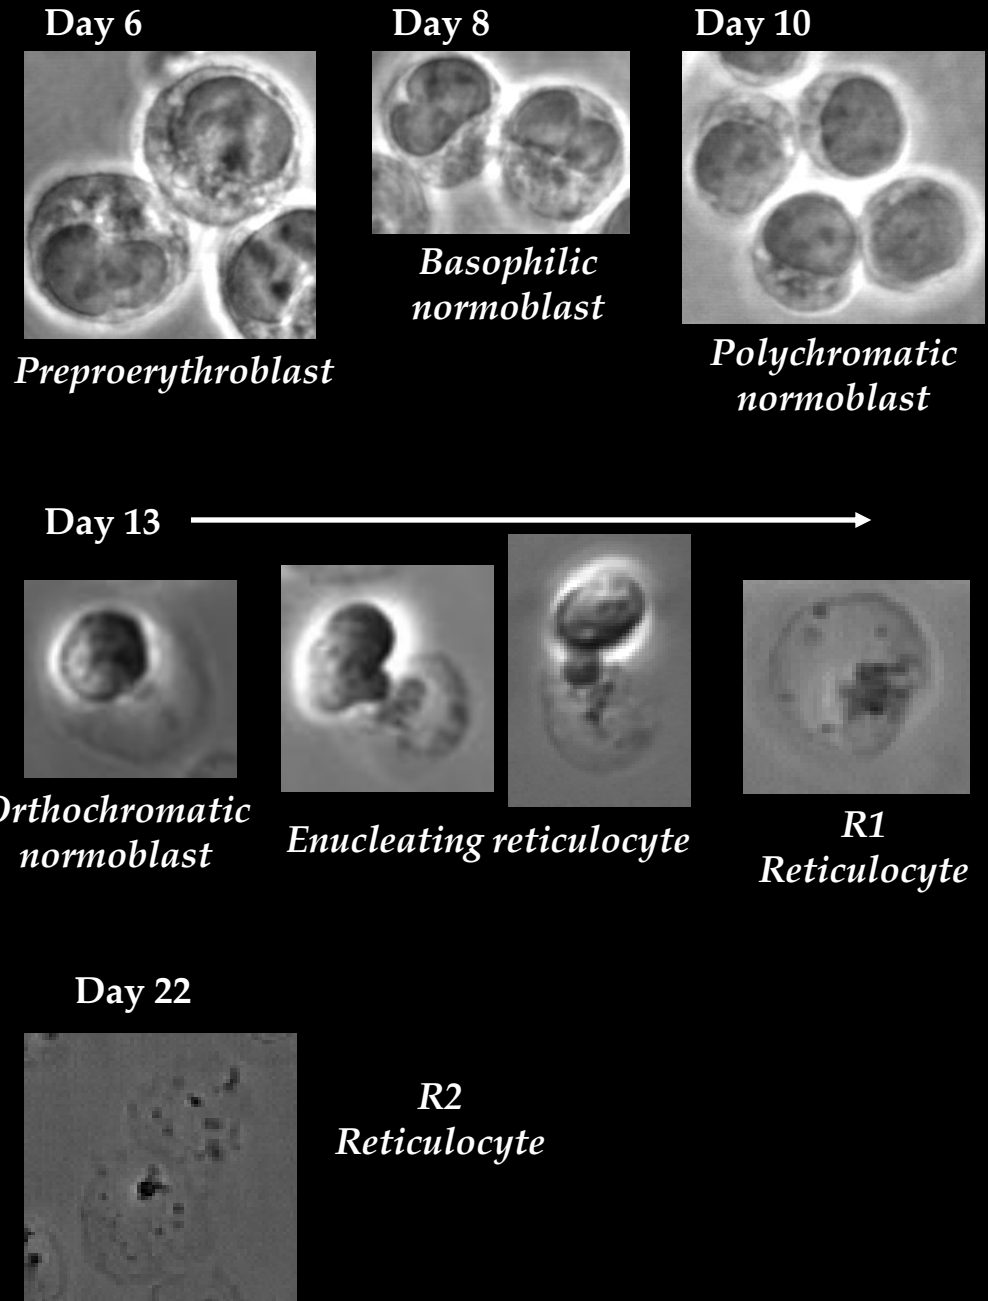 Day 6
Day 8
Day 10
Preproerythroblast
Basophilic
normoblast
Polychromatic
normoblast
Day 13
Orthochromatic
normoblast
Enucleating reticulocyte
R1
Reticulocyte
Day 22
R2
Reticulocyte